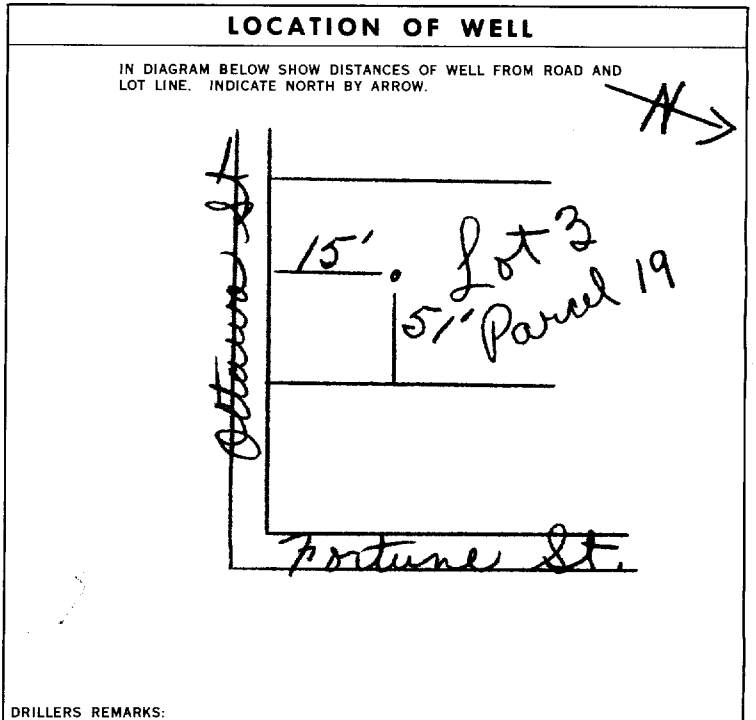 LOCATION OF WELL
IN DIAGRAM BELOW SHOW DISTANCES OF WELL FROM ROAD AND
LOT LINE. INDICATE NORTH BY ARROW.
N
Ottawa St
15'
Lot 3
51'
Parcel 19
Fortune St.
DRILLERS REMARKS: